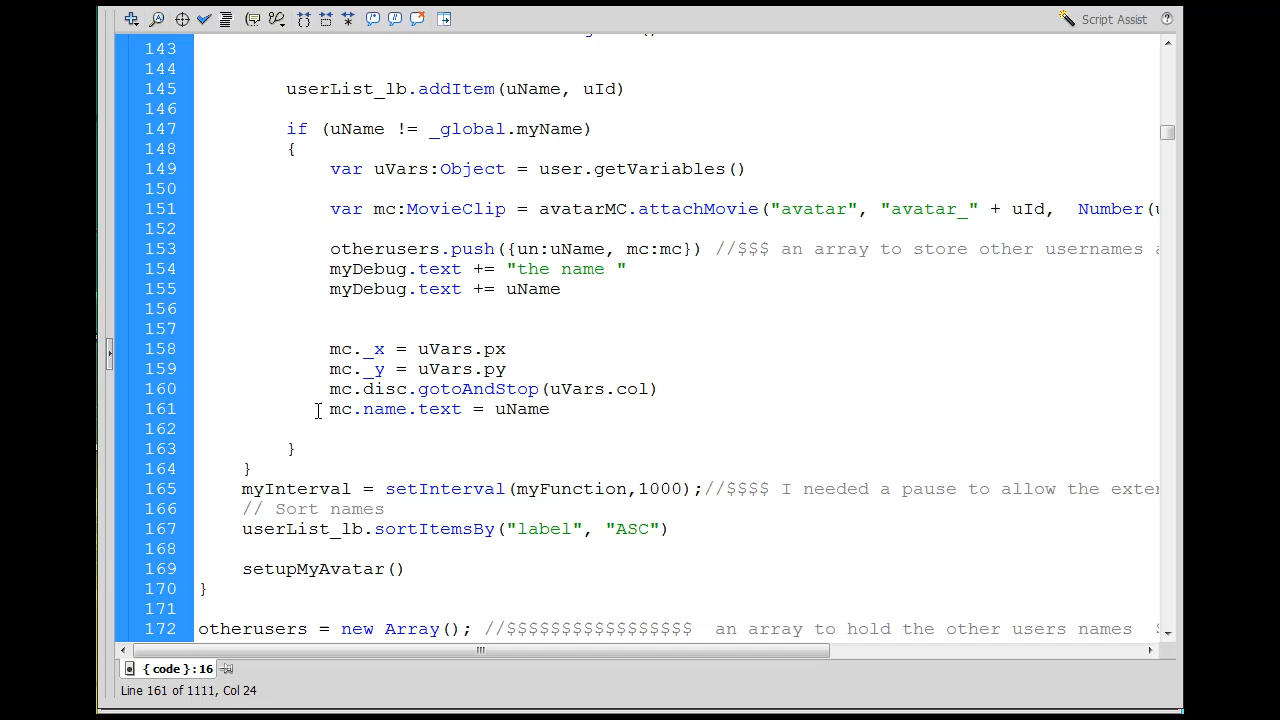 Script Assist
143
144
145 userList_lb.addItem(uName, uId)
146
147 if (uName != _global.myName)
148 {
149 var uVars:Object = user.getVariables()
150
151 var mc:MovieClip = avatarMC.attachMovie("avatar", "avatar_" + uId, Number(u
152
153 otherusers.push({un:uName, mc:mc}) //$$$ an array to store other usernames a
154 myDebug.text += "the name "
155 myDebug.text += uName
156
157
158 mc._x = uVars.px
159 mc._y = uVars.py
160 mc.disc.gotoAndStop(uVars.col)
161 mc.name.text = uName
162
163 }
164 }
165 myInterval = setInterval(myFunction,1000);//$$$$ I needed a pause to allow the exter
166 // Sort names
167 userList_lb.sortItemsBy("label", "ASC")
168
169 setupMyAvatar()
170 }
171
172 otherusers = new Array(); //$$$$$$$$$$$$$$$$$ an array to hold the other users names
{ code }:16
Line 161 of 1111, Col 24